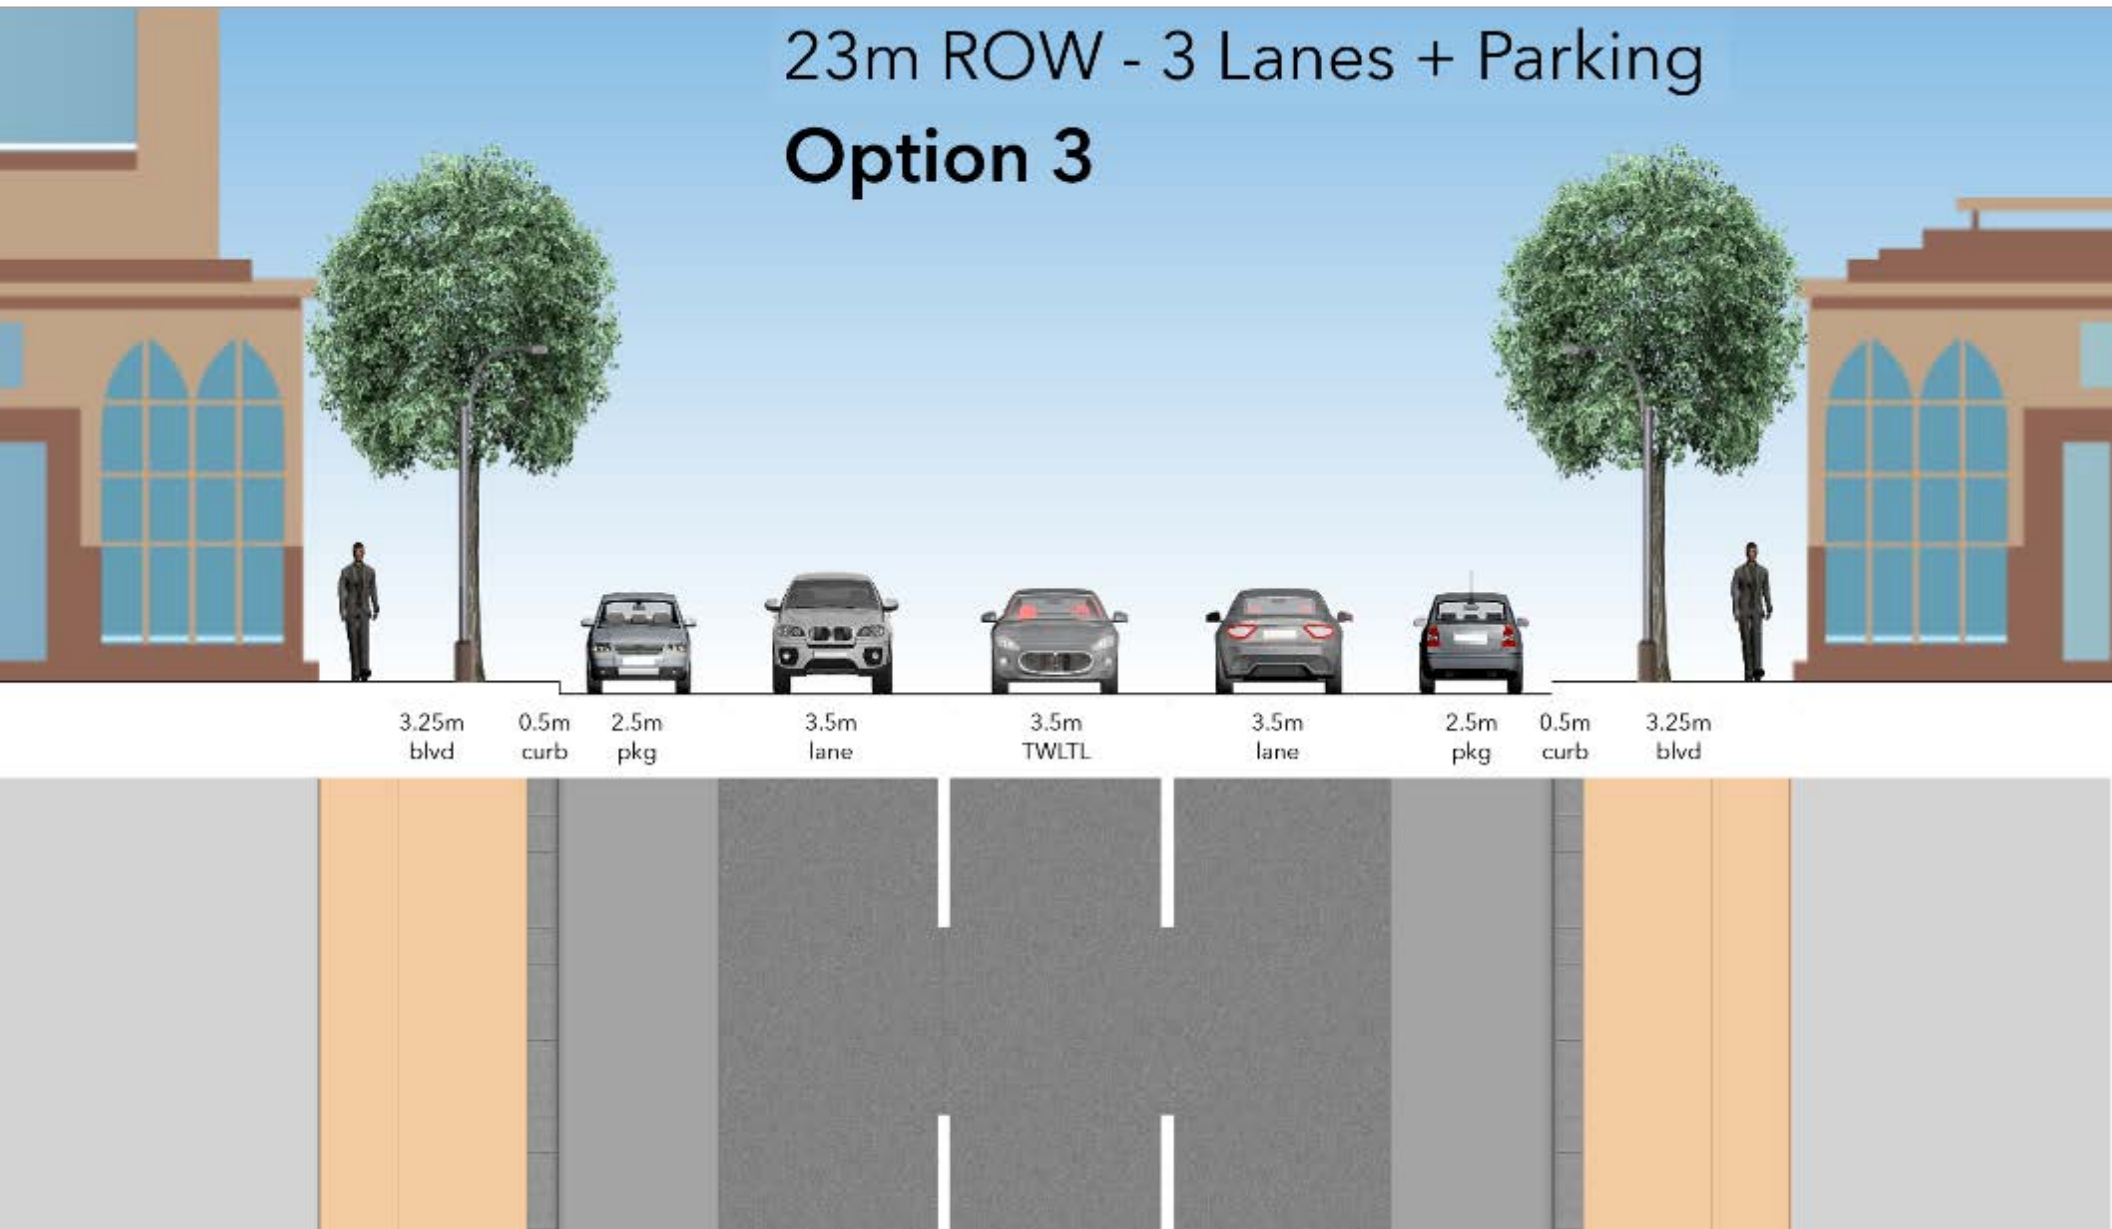 23m ROW - 3 Lanes + Parking
Option 3
3.25m 0.5m 2.5m 3.5m 3.5m 3.5m 2.5m 0.5m 3.25m
blvd curb pkg lane TWLTL lane pkg curb blvd